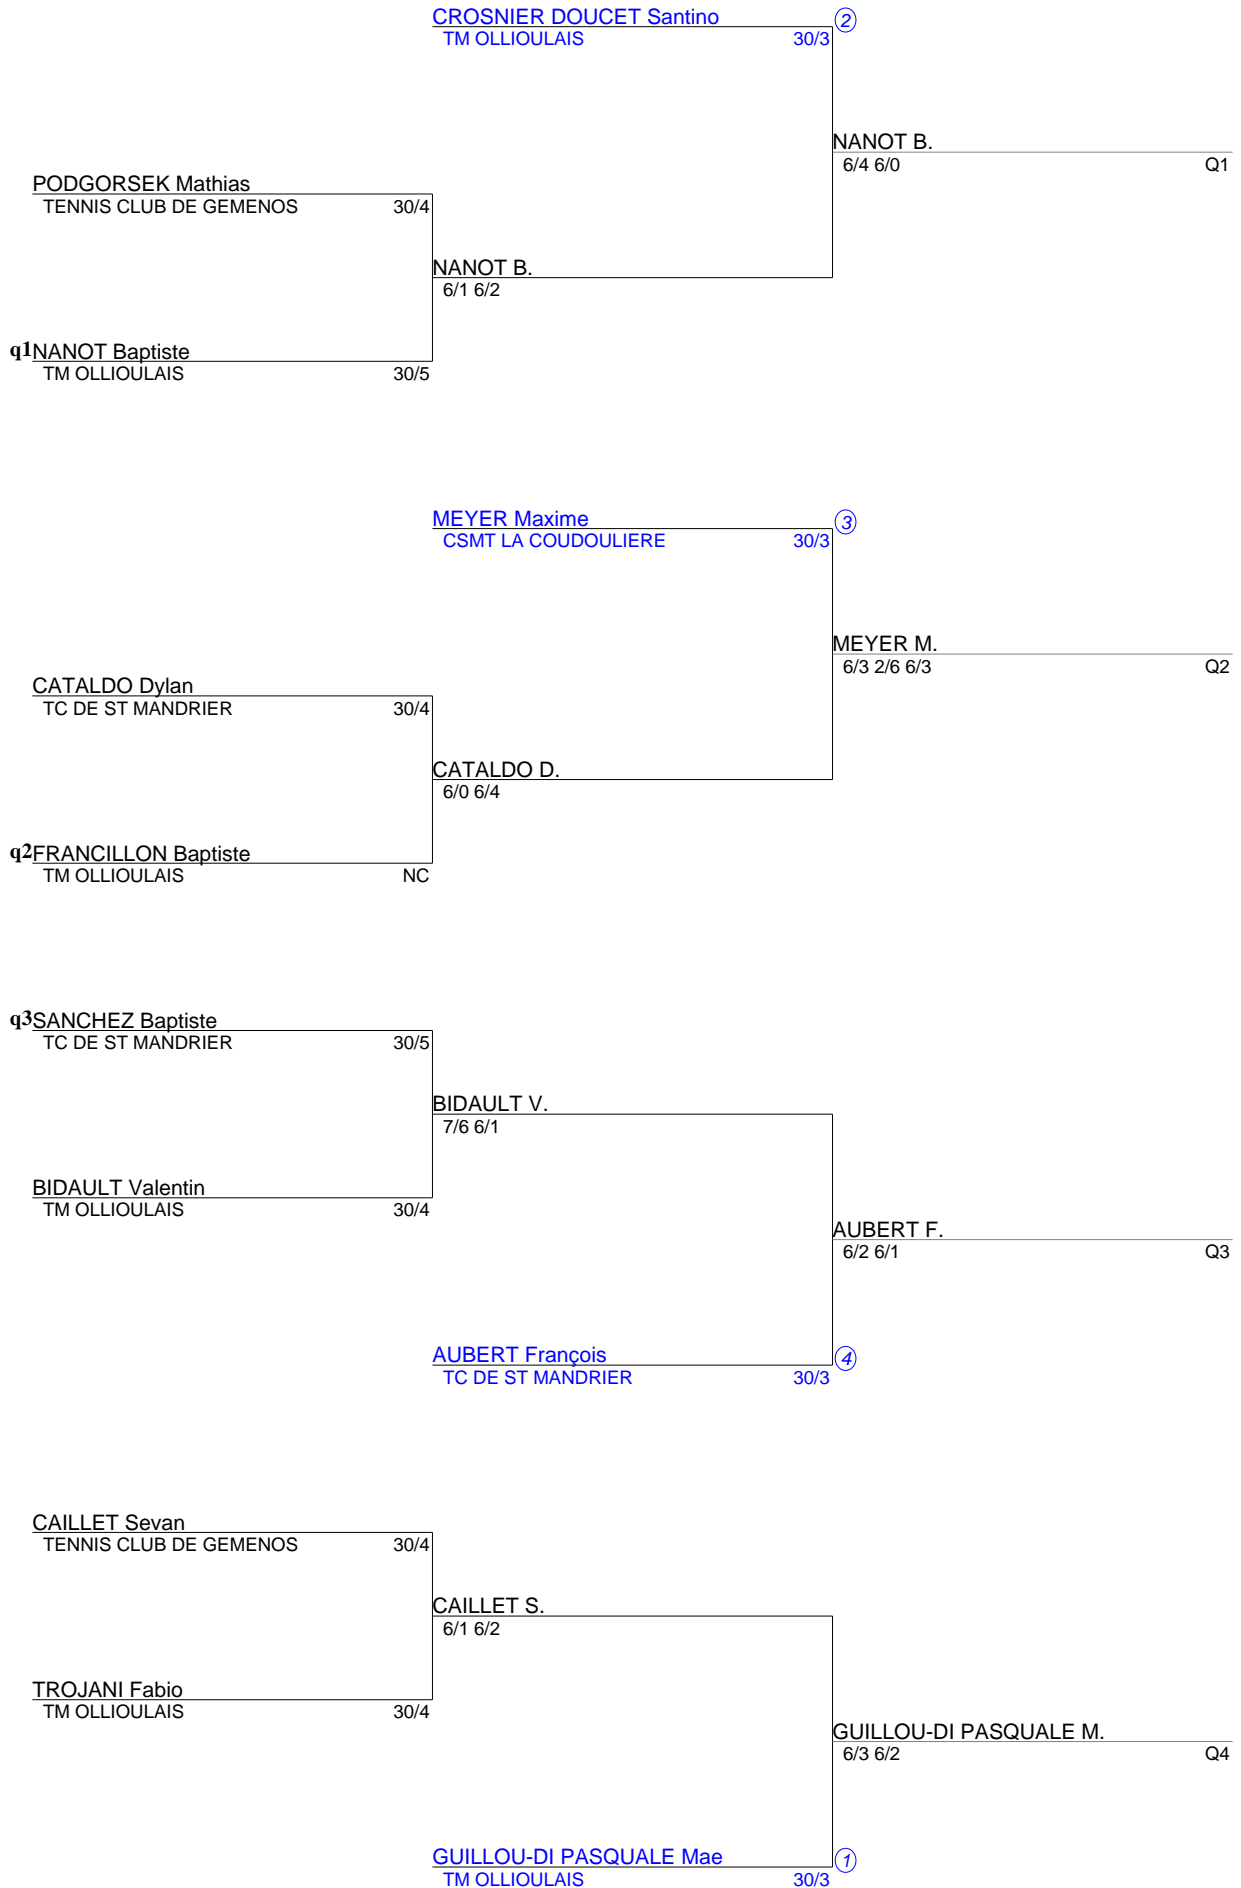 CROSNIER DOUCET Santino 2
TM OLLIOULAIS 30/3
NANOT B.
6/4 6/0 Q1
PODGORSEK Mathias
TENNIS CLUB DE GEMENOS 30/4
NANOT B.
6/1 6/2
q1 NANOT Baptiste
TM OLLIOULAIS 30/5
MEYER Maxime 3
CSMT LA COUDOULIERE 30/3
MEYER M.
6/3 2/6 6/3 Q2
CATALDO Dylan
TC DE ST MANDRIER 30/4
CATALDO D.
6/0 6/4
q2 FRANCILLON Baptiste
TM OLLIOULAIS NC
q3 SANCHEZ Baptiste
TC DE ST MANDRIER 30/5
BIDAULT V.
7/6 6/1
BIDAULT Valentin
TM OLLIOULAIS 30/4
AUBERT F.
6/2 6/1 Q3
AUBERT François 4
TC DE ST MANDRIER 30/3
CAILLET Sevan
TENNIS CLUB DE GEMENOS 30/4
CAILLET S.
6/1 6/2
TROJANI Fabio
TM OLLIOULAIS 30/4
GUILLOU-DI PASQUALE M.
6/3 6/2 Q4
GUILLOU-DI PASQUALE Mae 1
TM OLLIOULAIS 30/3